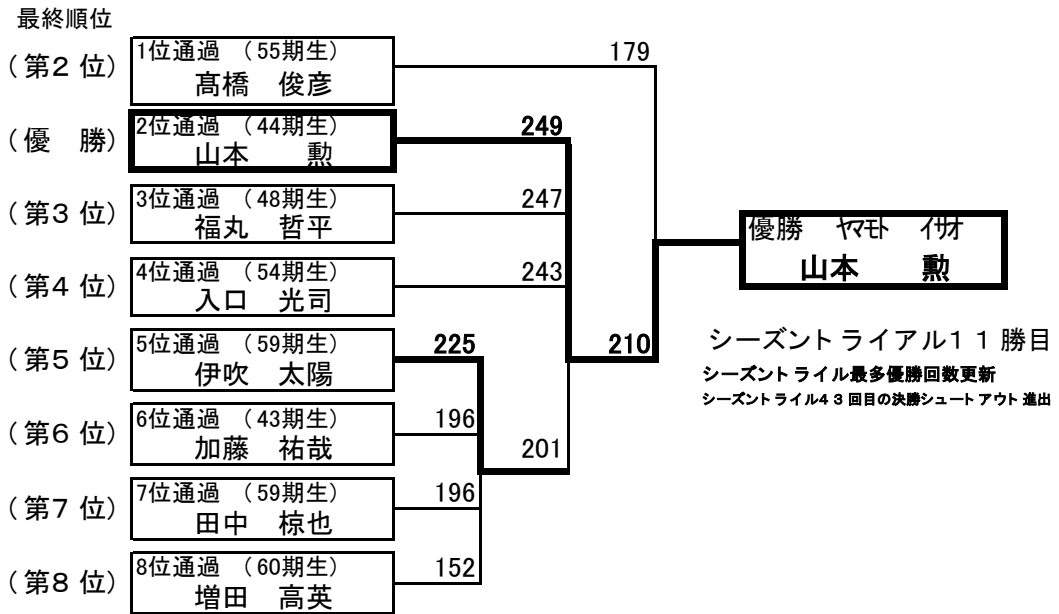 最終順位
(第2 位) 1位通過 (55期生) 179
髙橋 俊彦
(優 勝) 2位通過 (44期生) 249
山本 勲
(第3 位) 3位通過 (48期生) 247
福丸 哲平
優勝 ヤマモト イサオ
山本 勲
(第4 位) 4位通過 (54期生) 243
入口 光司
(第5 位) 5位通過 (59期生) 225 210
伊吹 太陽
シーズントライアル11勝目
シーズントライル最多優勝回数更新
シーズントライル43回目の決勝シュートアウト進出
(第6 位) 6位通過 (43期生) 196 201
加藤 祐哉
(第7 位) 7位通過 (59期生) 196
田中 椋也
(第8 位) 8位通過 (60期生) 152
増田 高英